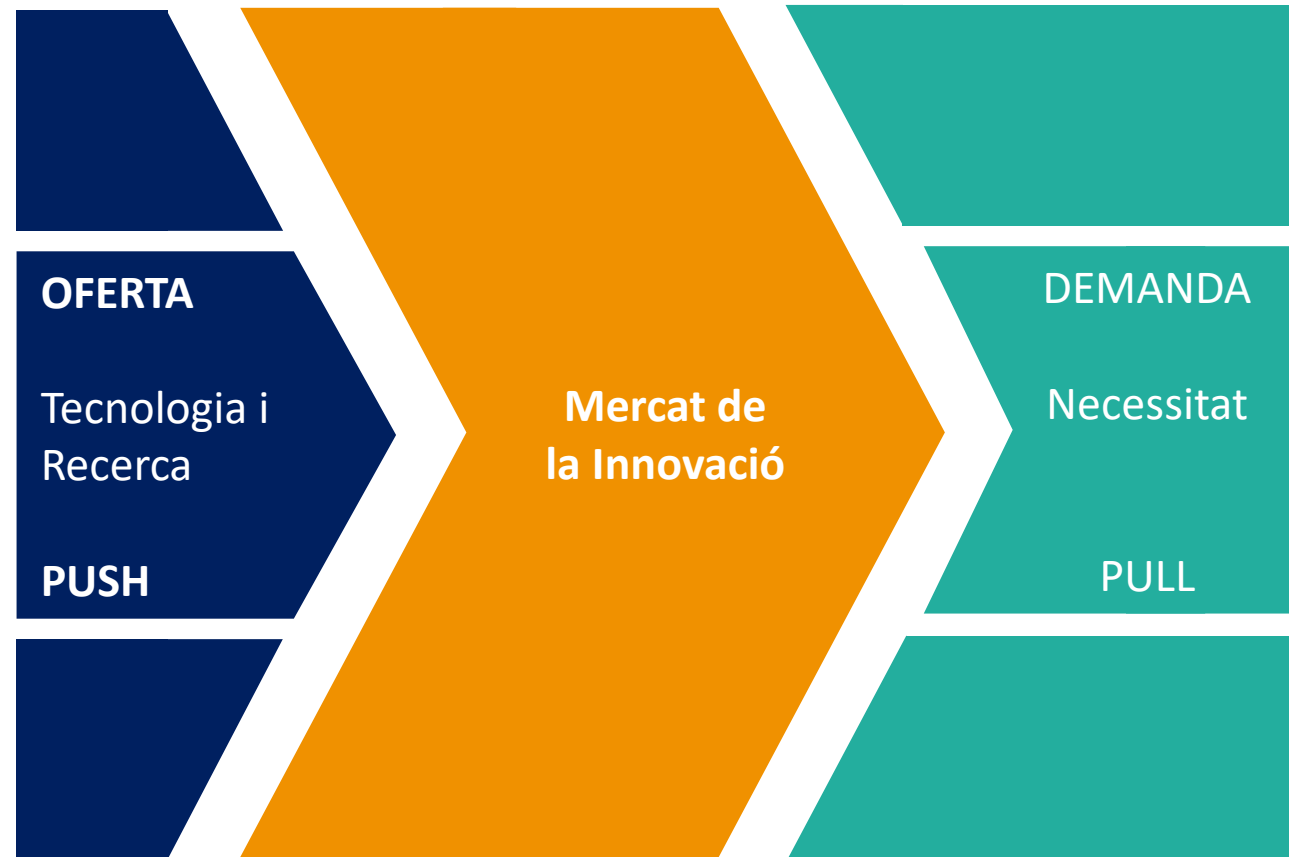 OFERTA
Tecnologia i
Recerca
PUSH
Mercat de
la Innovació
DEMANDA
Necessitat
PULL